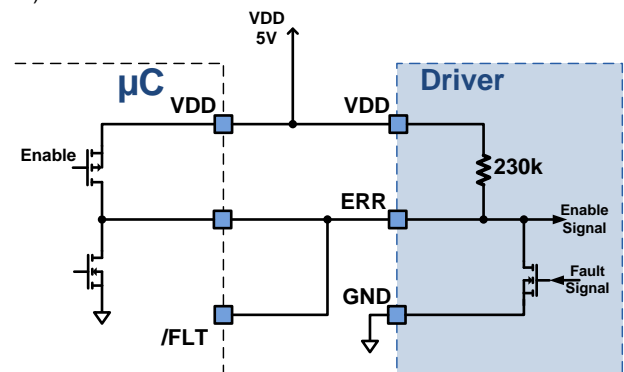 VDD
5V
µC
Driver
VDD
VDD
Enable
230k
ERR
Enable
Signal
Fault
Signal
GND
/FLT